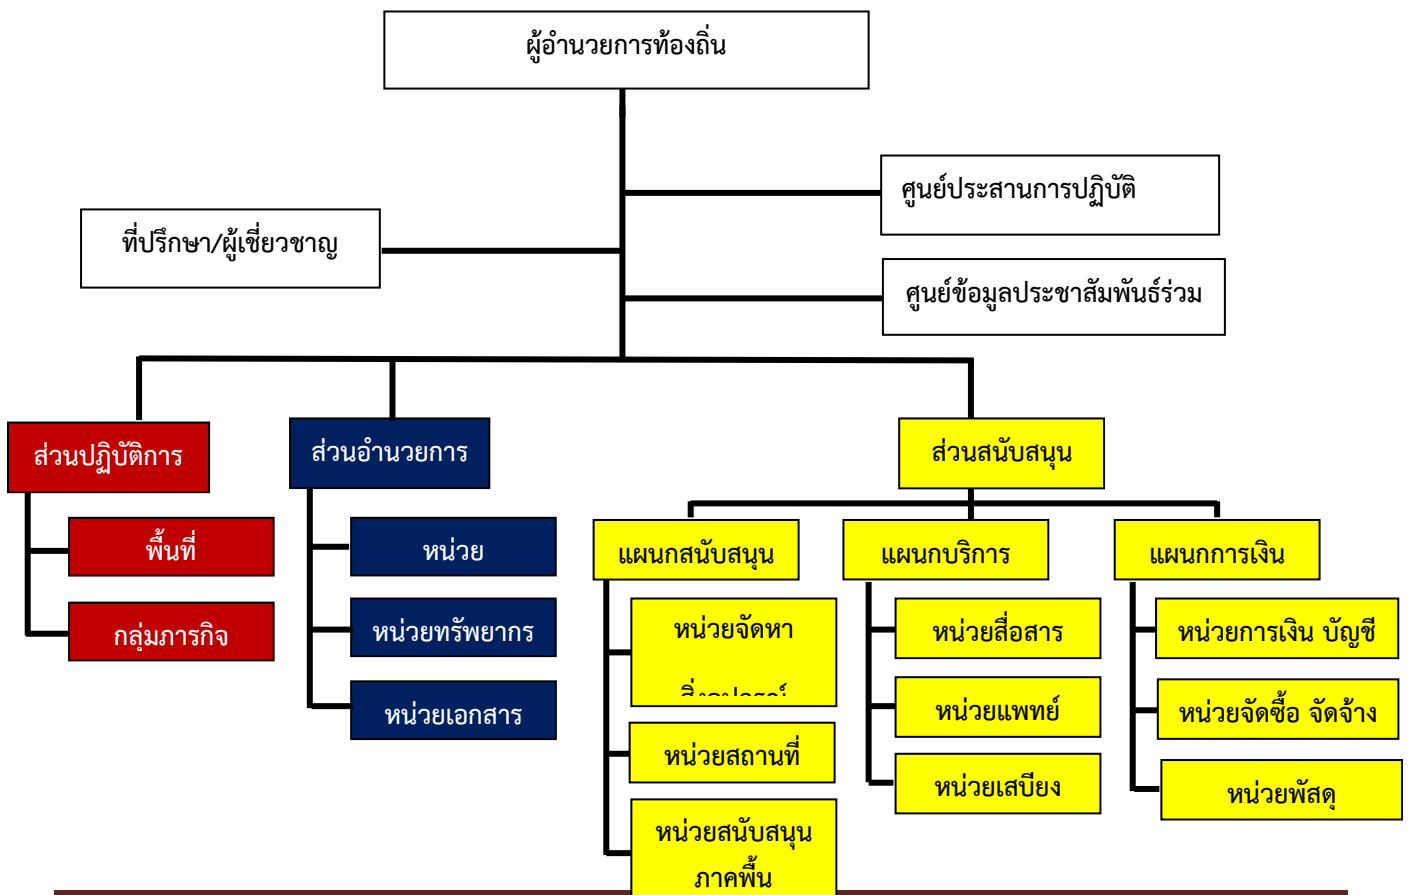 ผู้อำนวยการท้องถิ่น
ศูนย์ประสานการปฏิบัติ
ที่ปรึกษา/ผู้เชี่ยวชาญ
ศูนย์ข้อมูลประชาสัมพันธ์ร่วม
ส่วนปฏิบัติการ
ส่วนอำนวยการ
ส่วนสนับสนุน
พื้นที่
กลุ่มภารกิจ
หน่วย
หน่วยทรัพยากร
หน่วยเอกสาร
แผนกสนับสนุน
หน่วยจัดหา
หน่วยสถานที่
หน่วยสนับสนุน
ภาคพื้น
แผนกบริการ
หน่วยสื่อสาร
หน่วยแพทย์
หน่วยเสบียง
แผนกการเงิน
หน่วยการเงิน บัญชี
หน่วยจัดซื้อ จัดจ้าง
หน่วยพัสดุ